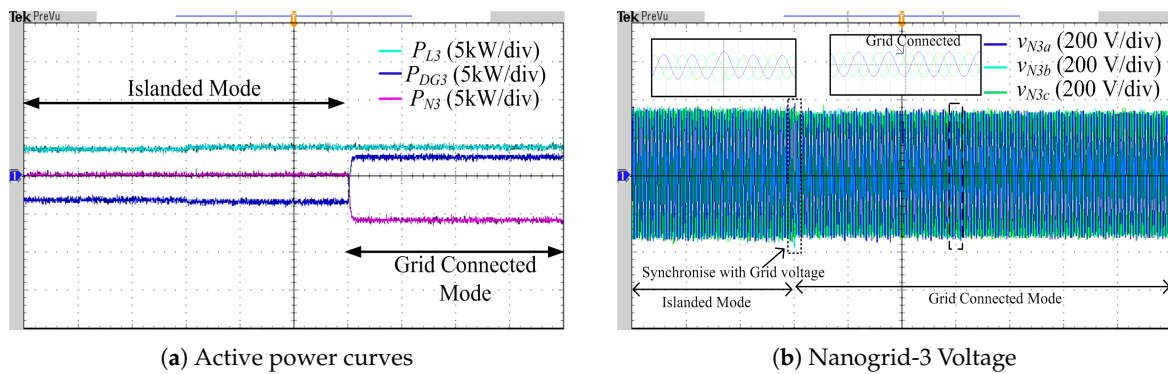 Tek PreVu
T
P_L3 (5kW/div)
P_DG3 (5kW/div)
P_N3 (5kW/div)
Islanded Mode
1
Grid Connected
Mode
(a) Active power curves
Tek PreVu
T
Grid Connected
v_N3a (200 V/div)
v_N3b (200 V/div)
v_N3c (200 V/div)
1
Synchronise with Grid voltage
Islanded Mode
Grid Connected Mode
(b) Nanogrid-3 Voltage